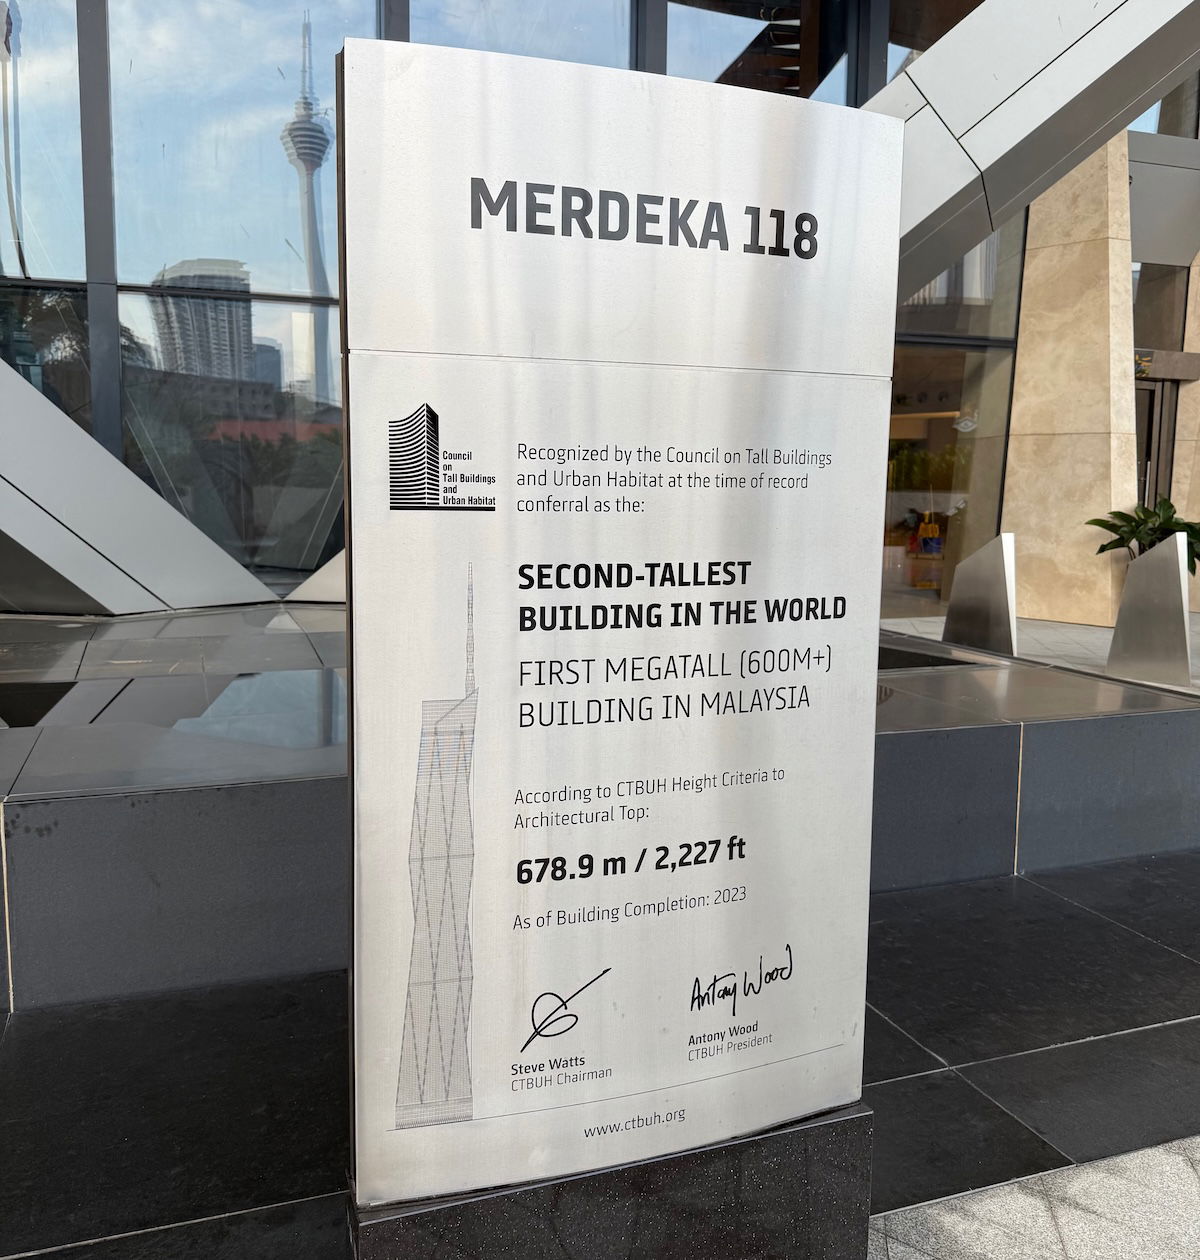 MERDEKA 118
Council
on
Tall Buildings
and
Urban Habitat
Recognized by the Council on Tall Buildings
and Urban Habitat at the time of record
conferral as the:
SECOND-TALLEST
BUILDING IN THE WORLD
FIRST MEGATALL (600M+)
BUILDING IN MALAYSIA
According to CTBUH Height Criteria to
Architectural Top:
678.9 m / 2,227 ft
As of Building Completion: 2023
Antony Wood
Steve Watts
CTBUH Chairman
Antony Wood
CTBUH President
www.ctbuh.org